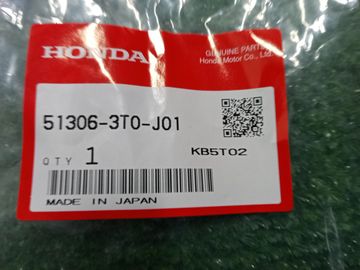 HONDA
GENUINE PARTS
Honda Motor Co., Ltd.
51306-3T0-J01
QTY 1
KB5T02
MADE IN JAPAN